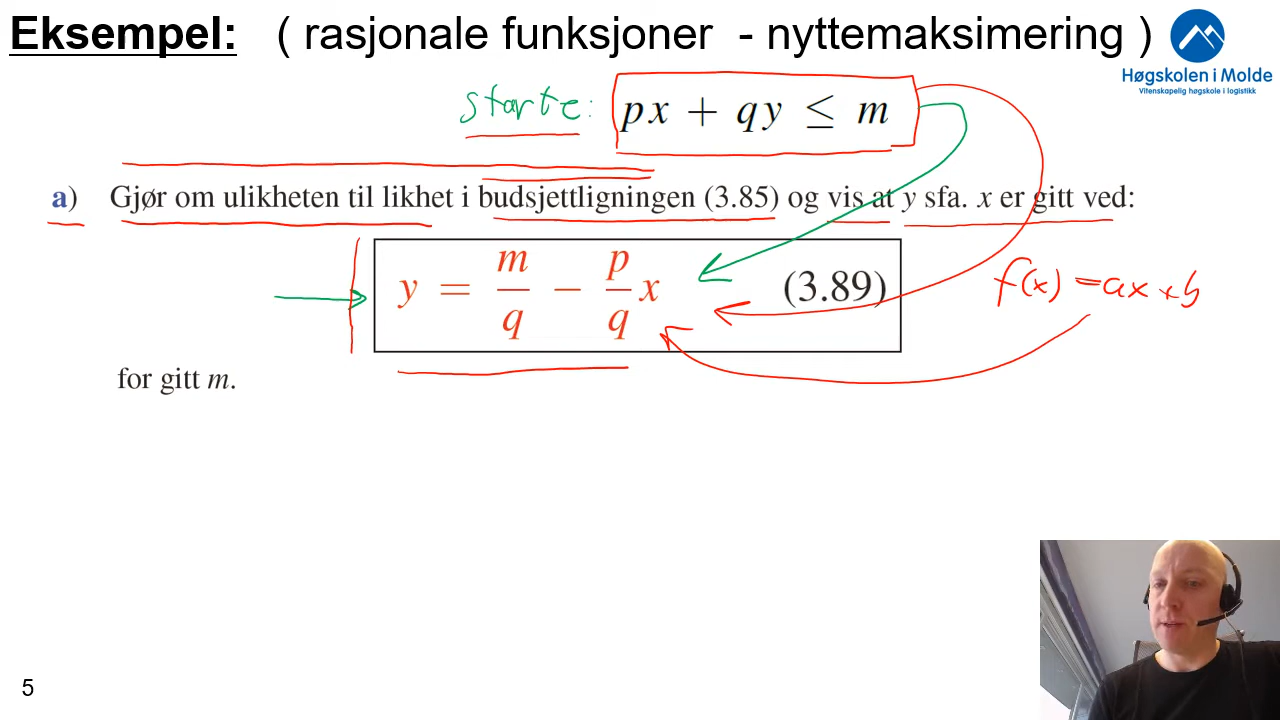 Eksempel: ( rasjonale funksjoner - nyttemaksimering )
Høgskolen i Molde
Vitenskapelig høgskole i logistikk
starte: px + qy ≤ m
a) Gjør om ulikheten til likhet i budsjettligningen (3.85) og vis at y sfa. x er gitt ved:
y = m/q − p/q x (3.89)
f(x) = ax + b
for gitt m.
5